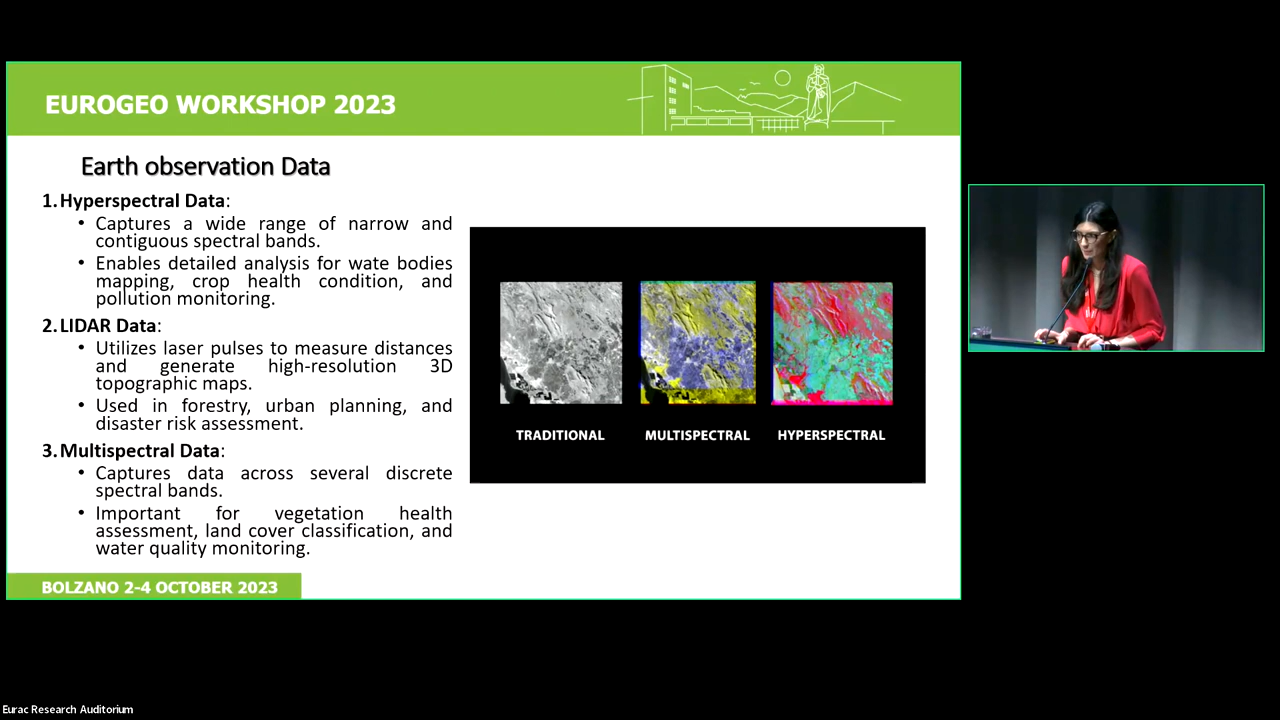 EUROGEO WORKSHOP 2023
Earth observation Data
1. Hyperspectral Data:
• Captures a wide range of narrow and
contiguous spectral bands.
• Enables detailed analysis for wate bodies
mapping, crop health condition, and
pollution monitoring.
2. LIDAR Data:
• Utilizes laser pulses to measure distances
and generate high-resolution 3D
topographic maps.
• Used in forestry, urban planning, and
disaster risk assessment.
3. Multispectral Data:
• Captures data across several discrete
spectral bands.
• Important for vegetation health
assessment, land cover classification, and
water quality monitoring.
TRADITIONAL
MULTISPECTRAL
HYPERSPECTRAL
BOLZANO 2-4 OCTOBER 2023
Eurac Research Auditorium